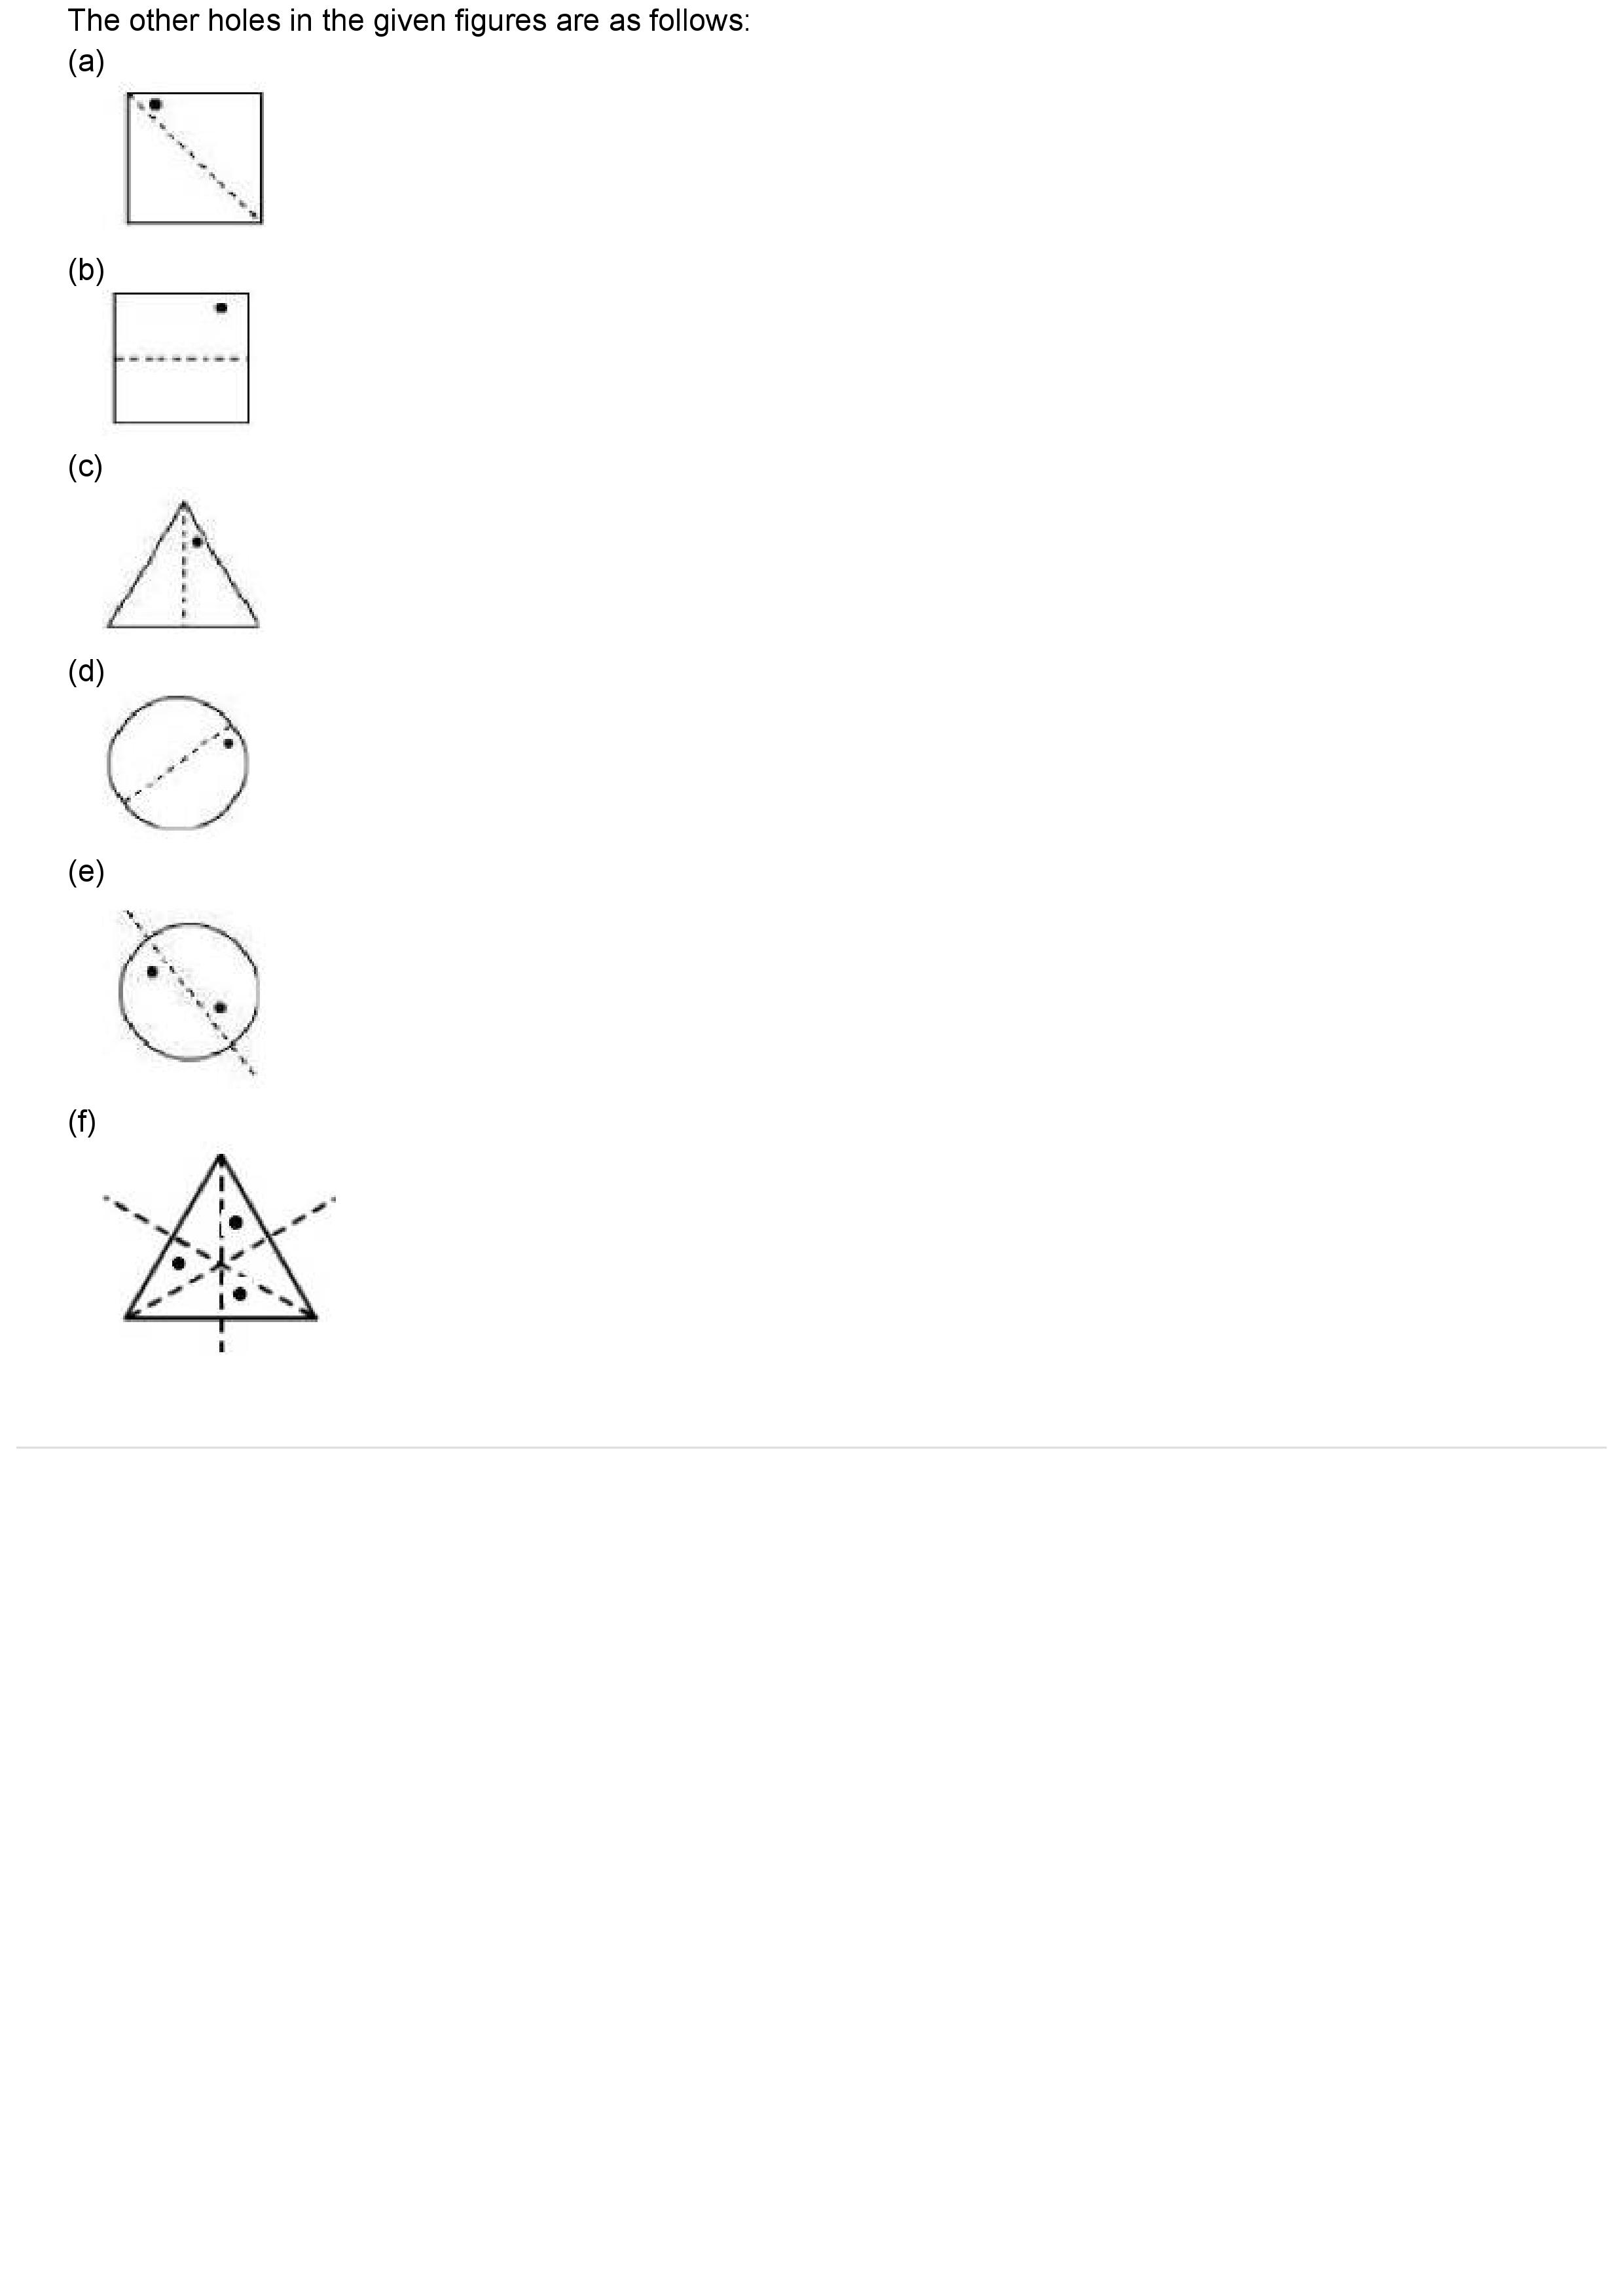 The other holes in the given figures are as follows:
(a)
(b)
(c)
(d)
(e)
(f)